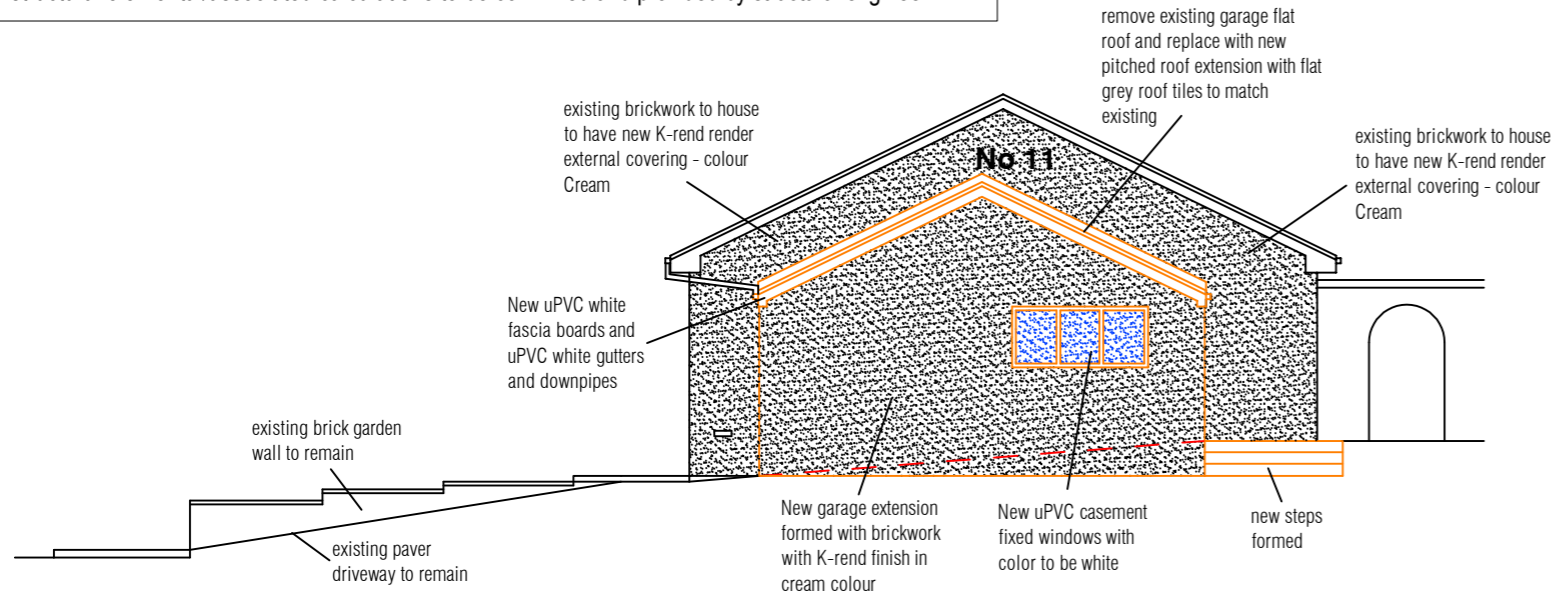 remove existing garage flat
roof and replace with new
pitched roof extension with flat
grey roof tiles to match
existing
existing brickwork to house
to have new K-rend render
external covering - colour
Cream
existing brickwork to house
to have new K-rend render
external covering - colour
Cream
No 11
New uPVC white
fascia boards and
uPVC white gutters
and downpipes
existing brick garden
wall to remain
existing paver
driveway to remain
New garage extension
formed with brickwork
with K-rend finish in
cream colour
New uPVC casement
fixed windows with
color to be white
new steps
formed